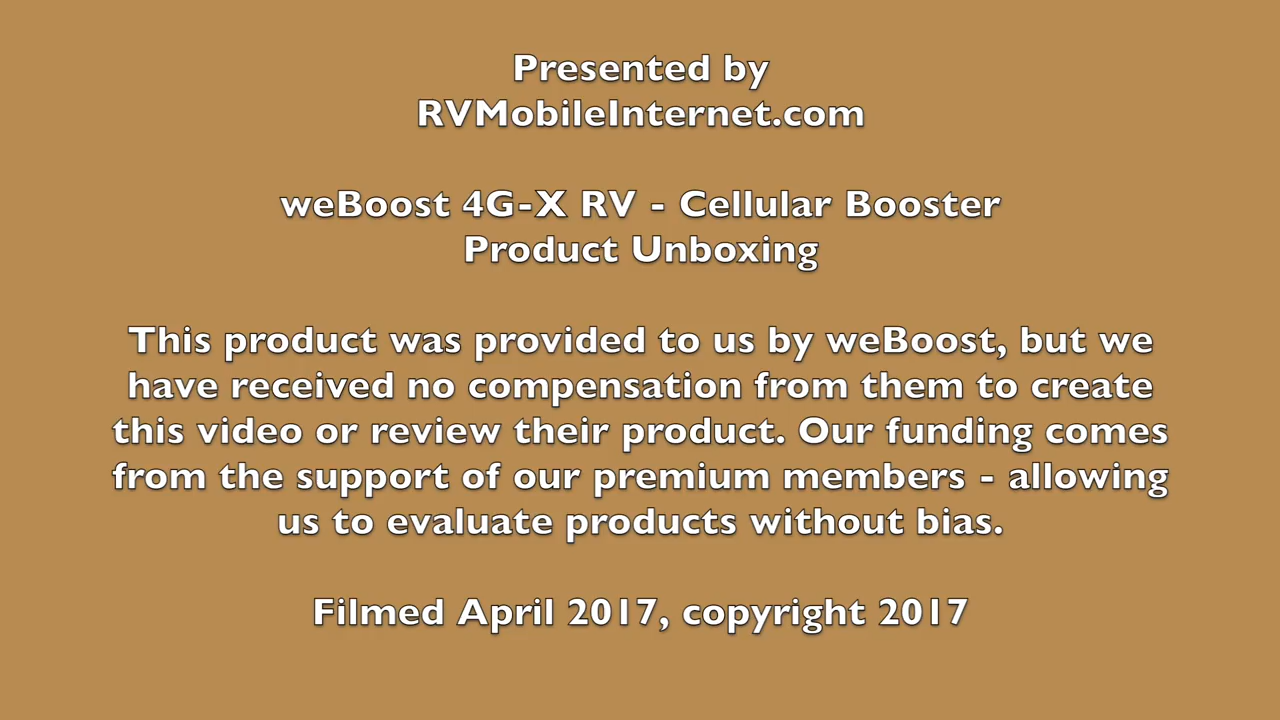 Presented by
RVMobileInternet.com
weBoost 4G-X RV - Cellular Booster
Product Unboxing
This product was provided to us by weBoost, but we
have received no compensation from them to create
this video or review their product. Our funding comes
from the support of our premium members - allowing
us to evaluate products without bias.
Filmed April 2017, copyright 2017